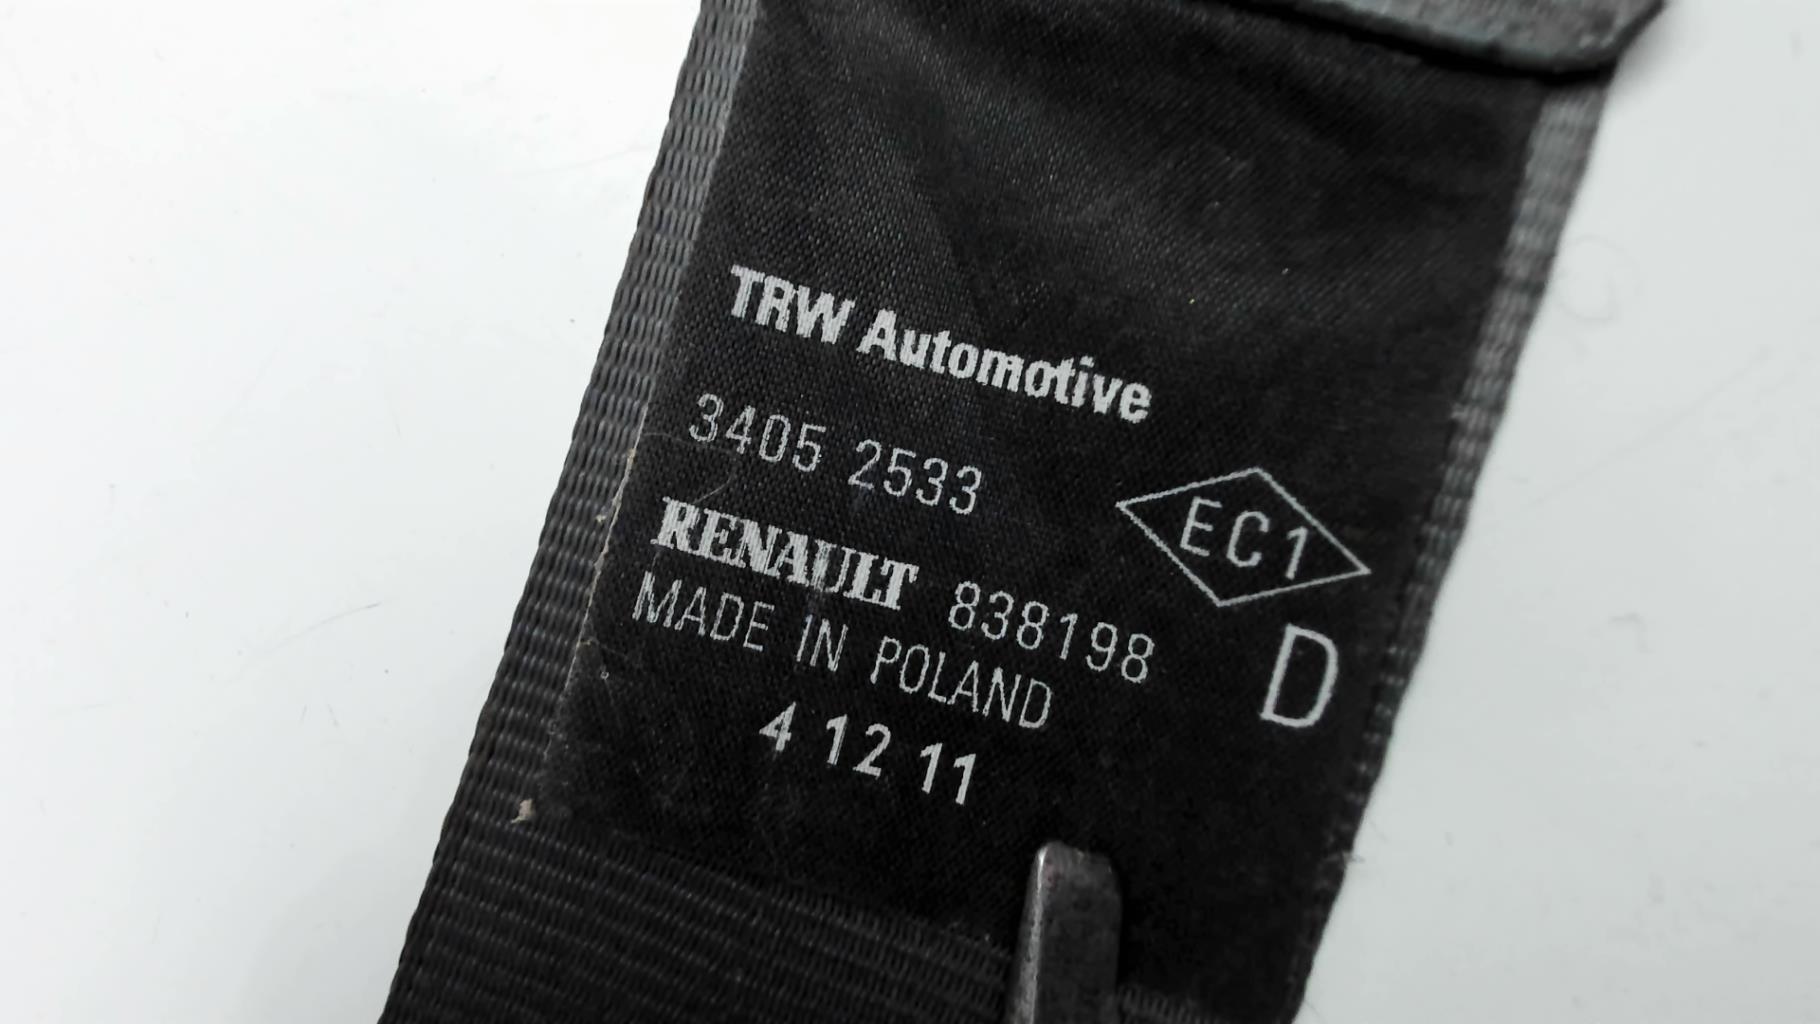 TRW Automotive
3405 2533
EC1
RENAULT 838198
D
MADE IN POLAND
4 12 11